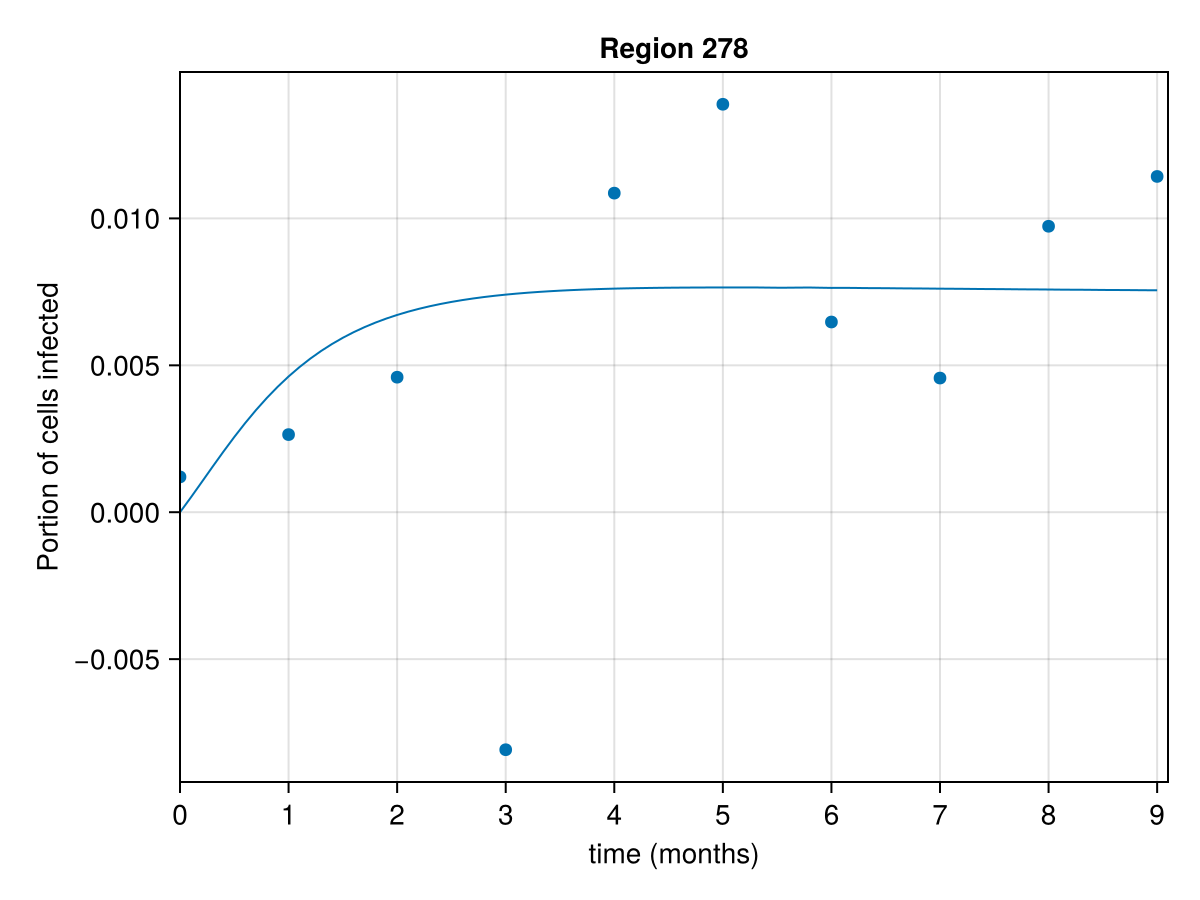 Region 278
Portion of cells infected
0.010
0.005
0.000
−0.005
0 1 2 3 4 5 6 7 8 9
time (months)